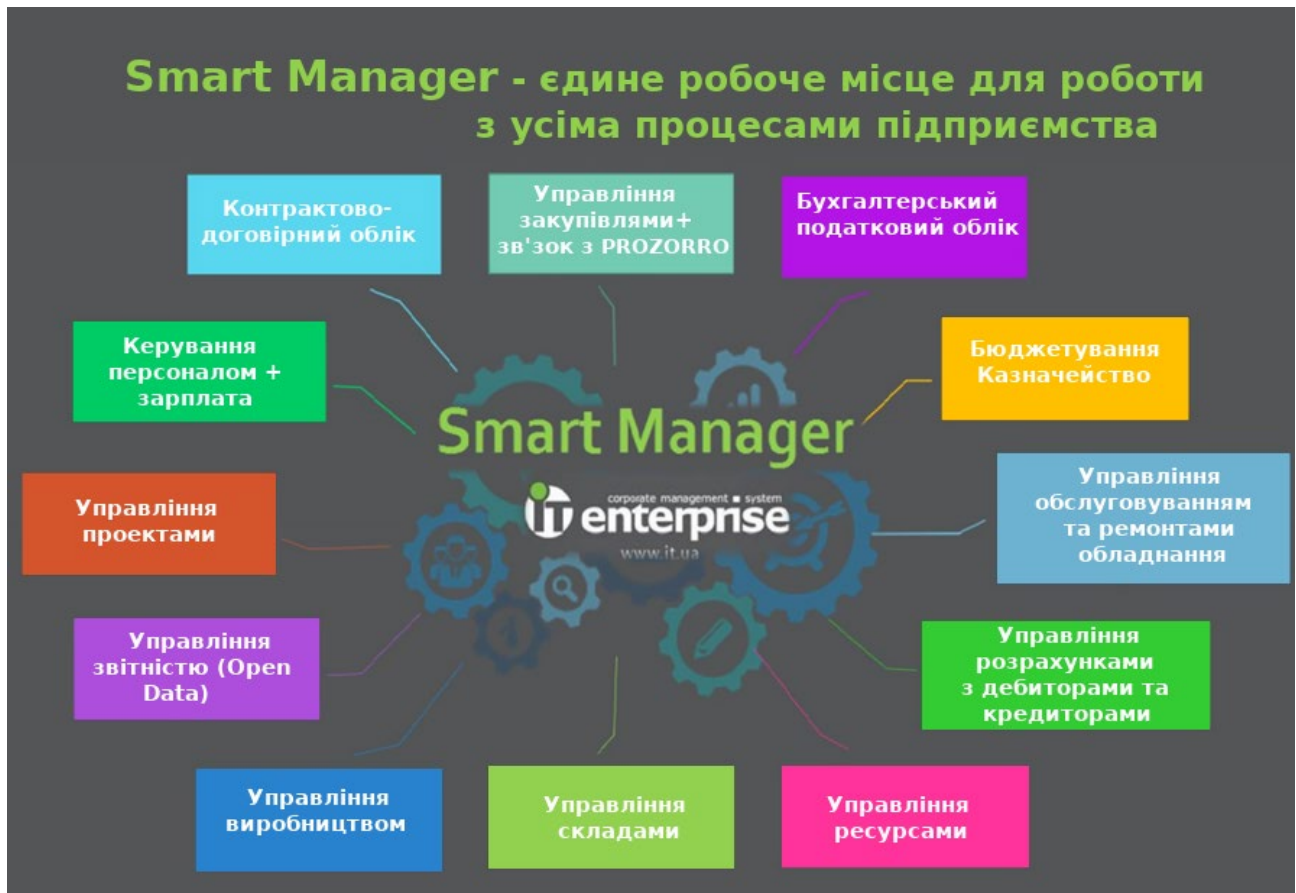 Smart Manager - єдине робоче місце для роботи
з усіма процесами підприємства
Контрактово-
договірний облік
Управління
закупівлями+
зв'зок з PROZORRO
Бухгалтерський
податковий облік
Керування
персоналом +
зарплата
Бюджетування
Казначейство
Smart Manager
corporate management ▪ system
it enterprise
www.it.ua
Управління
проектами
Управління
обслуговуванням
та ремонтами
обладнання
Управління
звітністю (Open
Data)
Управління
розрахунками
з дебиторами та
кредиторами
Управління
виробництвом
Управління
складами
Управління
ресурсами